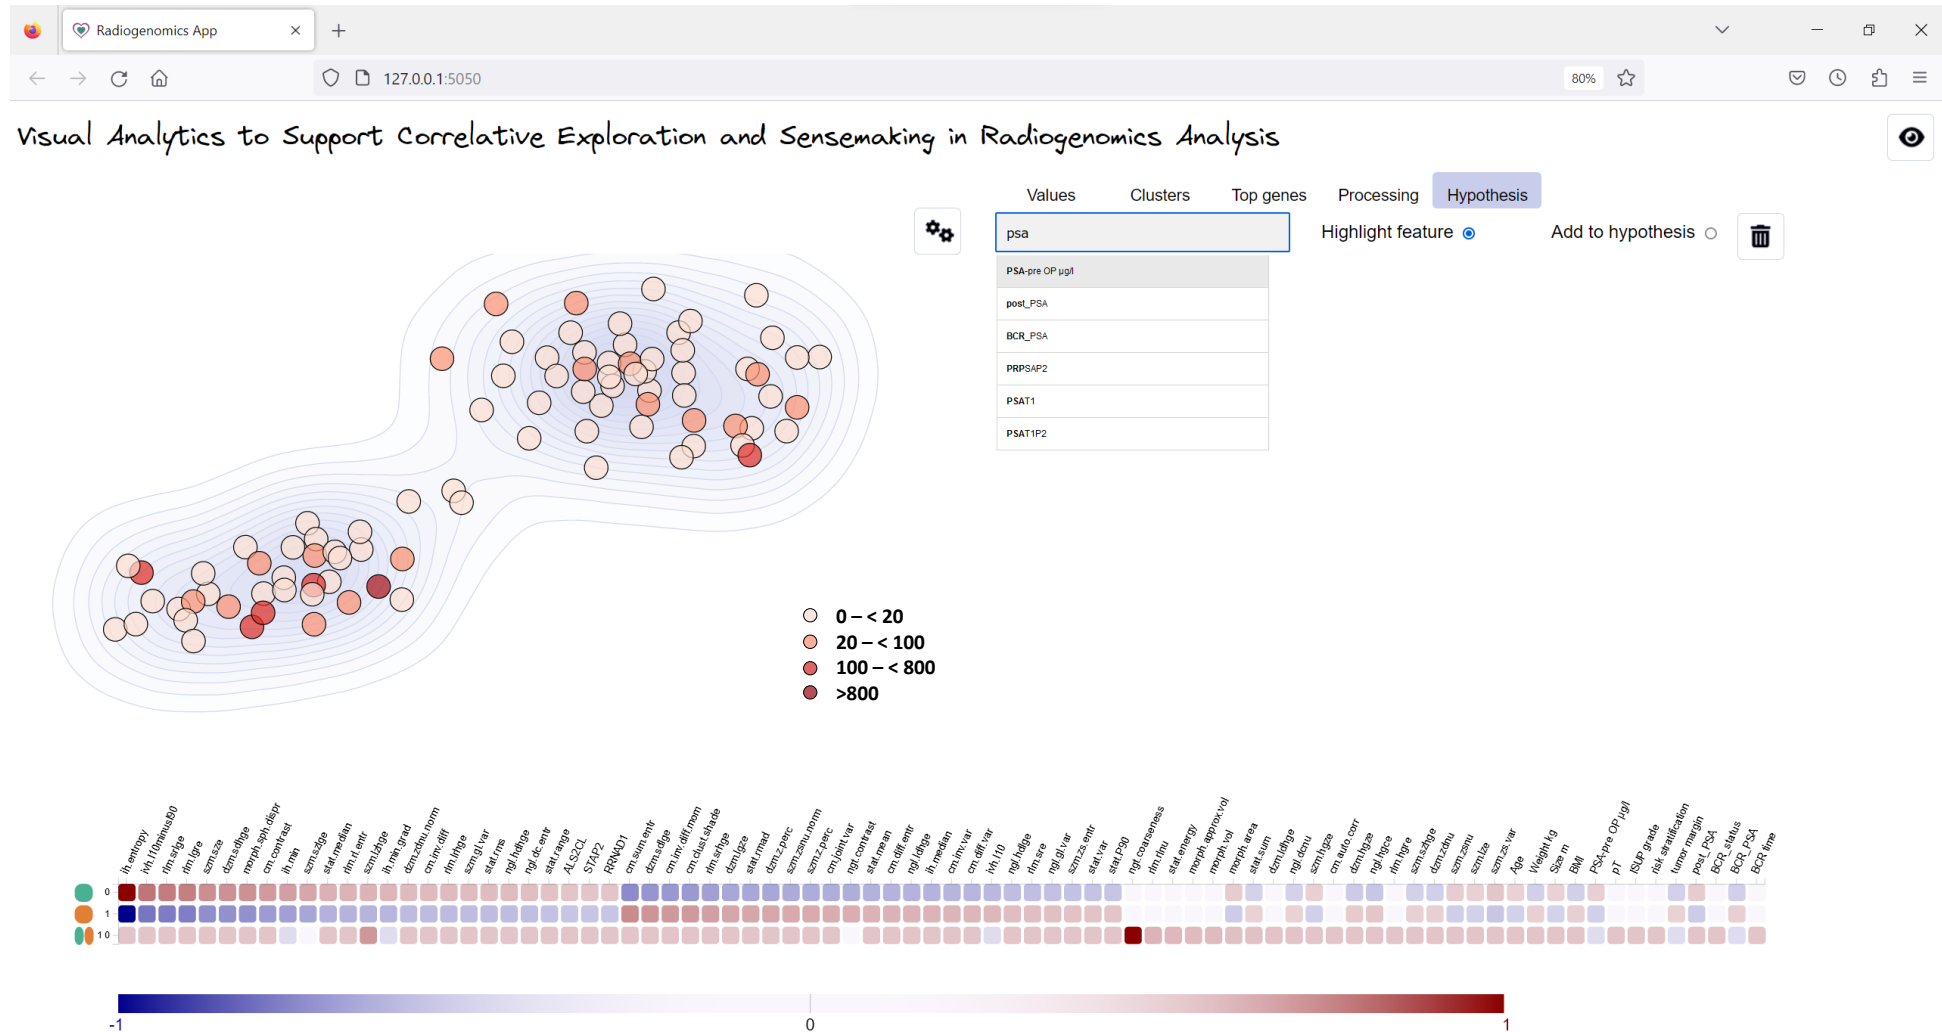 Radiogenomics App
127.0.0.1:5050
80%
Visual Analytics to Support Correlative Exploration and Sensemaking in Radiogenomics Analysis
Values Clusters Top genes Processing Hypothesis
psa Highlight feature Add to hypothesis
PSA-pre OP µg/l
post_PSA
BCR_PSA
PRPSAP2
PSAT1
PSAT1P2
0 – < 20
20 – < 100
100 – < 800
>800
ih.entropy
ivh.I10minusI90
rlm.srlge
rlm.lgre
szm.sze
dzm.sdhge
morph.sph.dispr
cm.contrast
ih.min
szm.szlge
stat.median
rlm.rl.entr
szm.lzhge
ih.min.grad
dzm.zdnu.norm
cm.inv.diff
rlm.lrhge
szm.gl.var
stat.rms
ngl.hdhge
ngl.dc.entr
stat.range
ALS2CL
STAP2
RRNAD1
cm.sum.entr
dzm.sdlge
cm.inv.diff.mom
cm.clust.shade
rlm.srhge
dzm.lgze
stat.rmad
dzm.z.perc
szm.zsnu.norm
szm.z.perc
cm.joint.var
ngt.contrast
stat.mean
cm.diff.entr
ngl.ldhge
ih.median
cm.inv.var
cm.diff.var
ivh.I10
ngl.hdlge
rlm.sre
ngl.gl.var
szm.zs.entr
stat.var
stat.P90
ngt.coarseness
rlm.rlnu
stat.energy
morph.approx.vol
morph.vol
morph.area
stat.sum
dzm.ldhge
ngl.dcnu
szm.hgze
cm.auto.corr
dzm.hgze
ngl.hgce
rlm.hgre
szm.szhge
dzm.zdnu
szm.zsnu
szm.lze
szm.zs.var
Age
Weight kg
Size m
BMI
PSA-pre OP µg/l
pT
ISUP grade
risk stratification
tumor margin
post_PSA
BCR_status
BCR_PSA
BCR time
0
1
1 0
-1 0 1